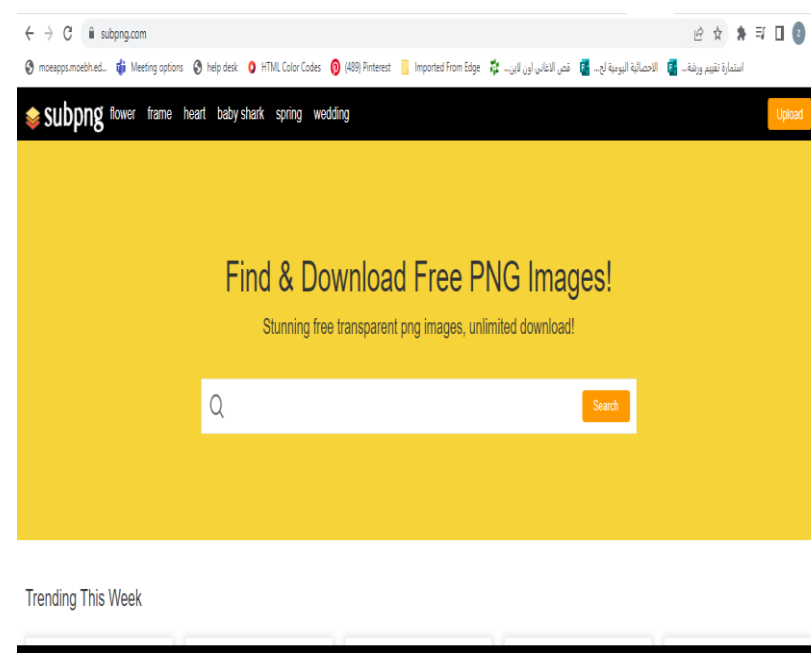 subpng.com
Z
moeapps.moebh.ed... Meeting options help desk HTML Color Codes (489) Pinterest Imported From Edge قص الاغاني اون لاين... الاحصائية اليومية لح... استمارة تقييم ورشة...
subpng flower frame heart baby shark spring wedding Upload
Find & Download Free PNG Images!
Stunning free transparent png images, unlimited download!
Search
Trending This Week